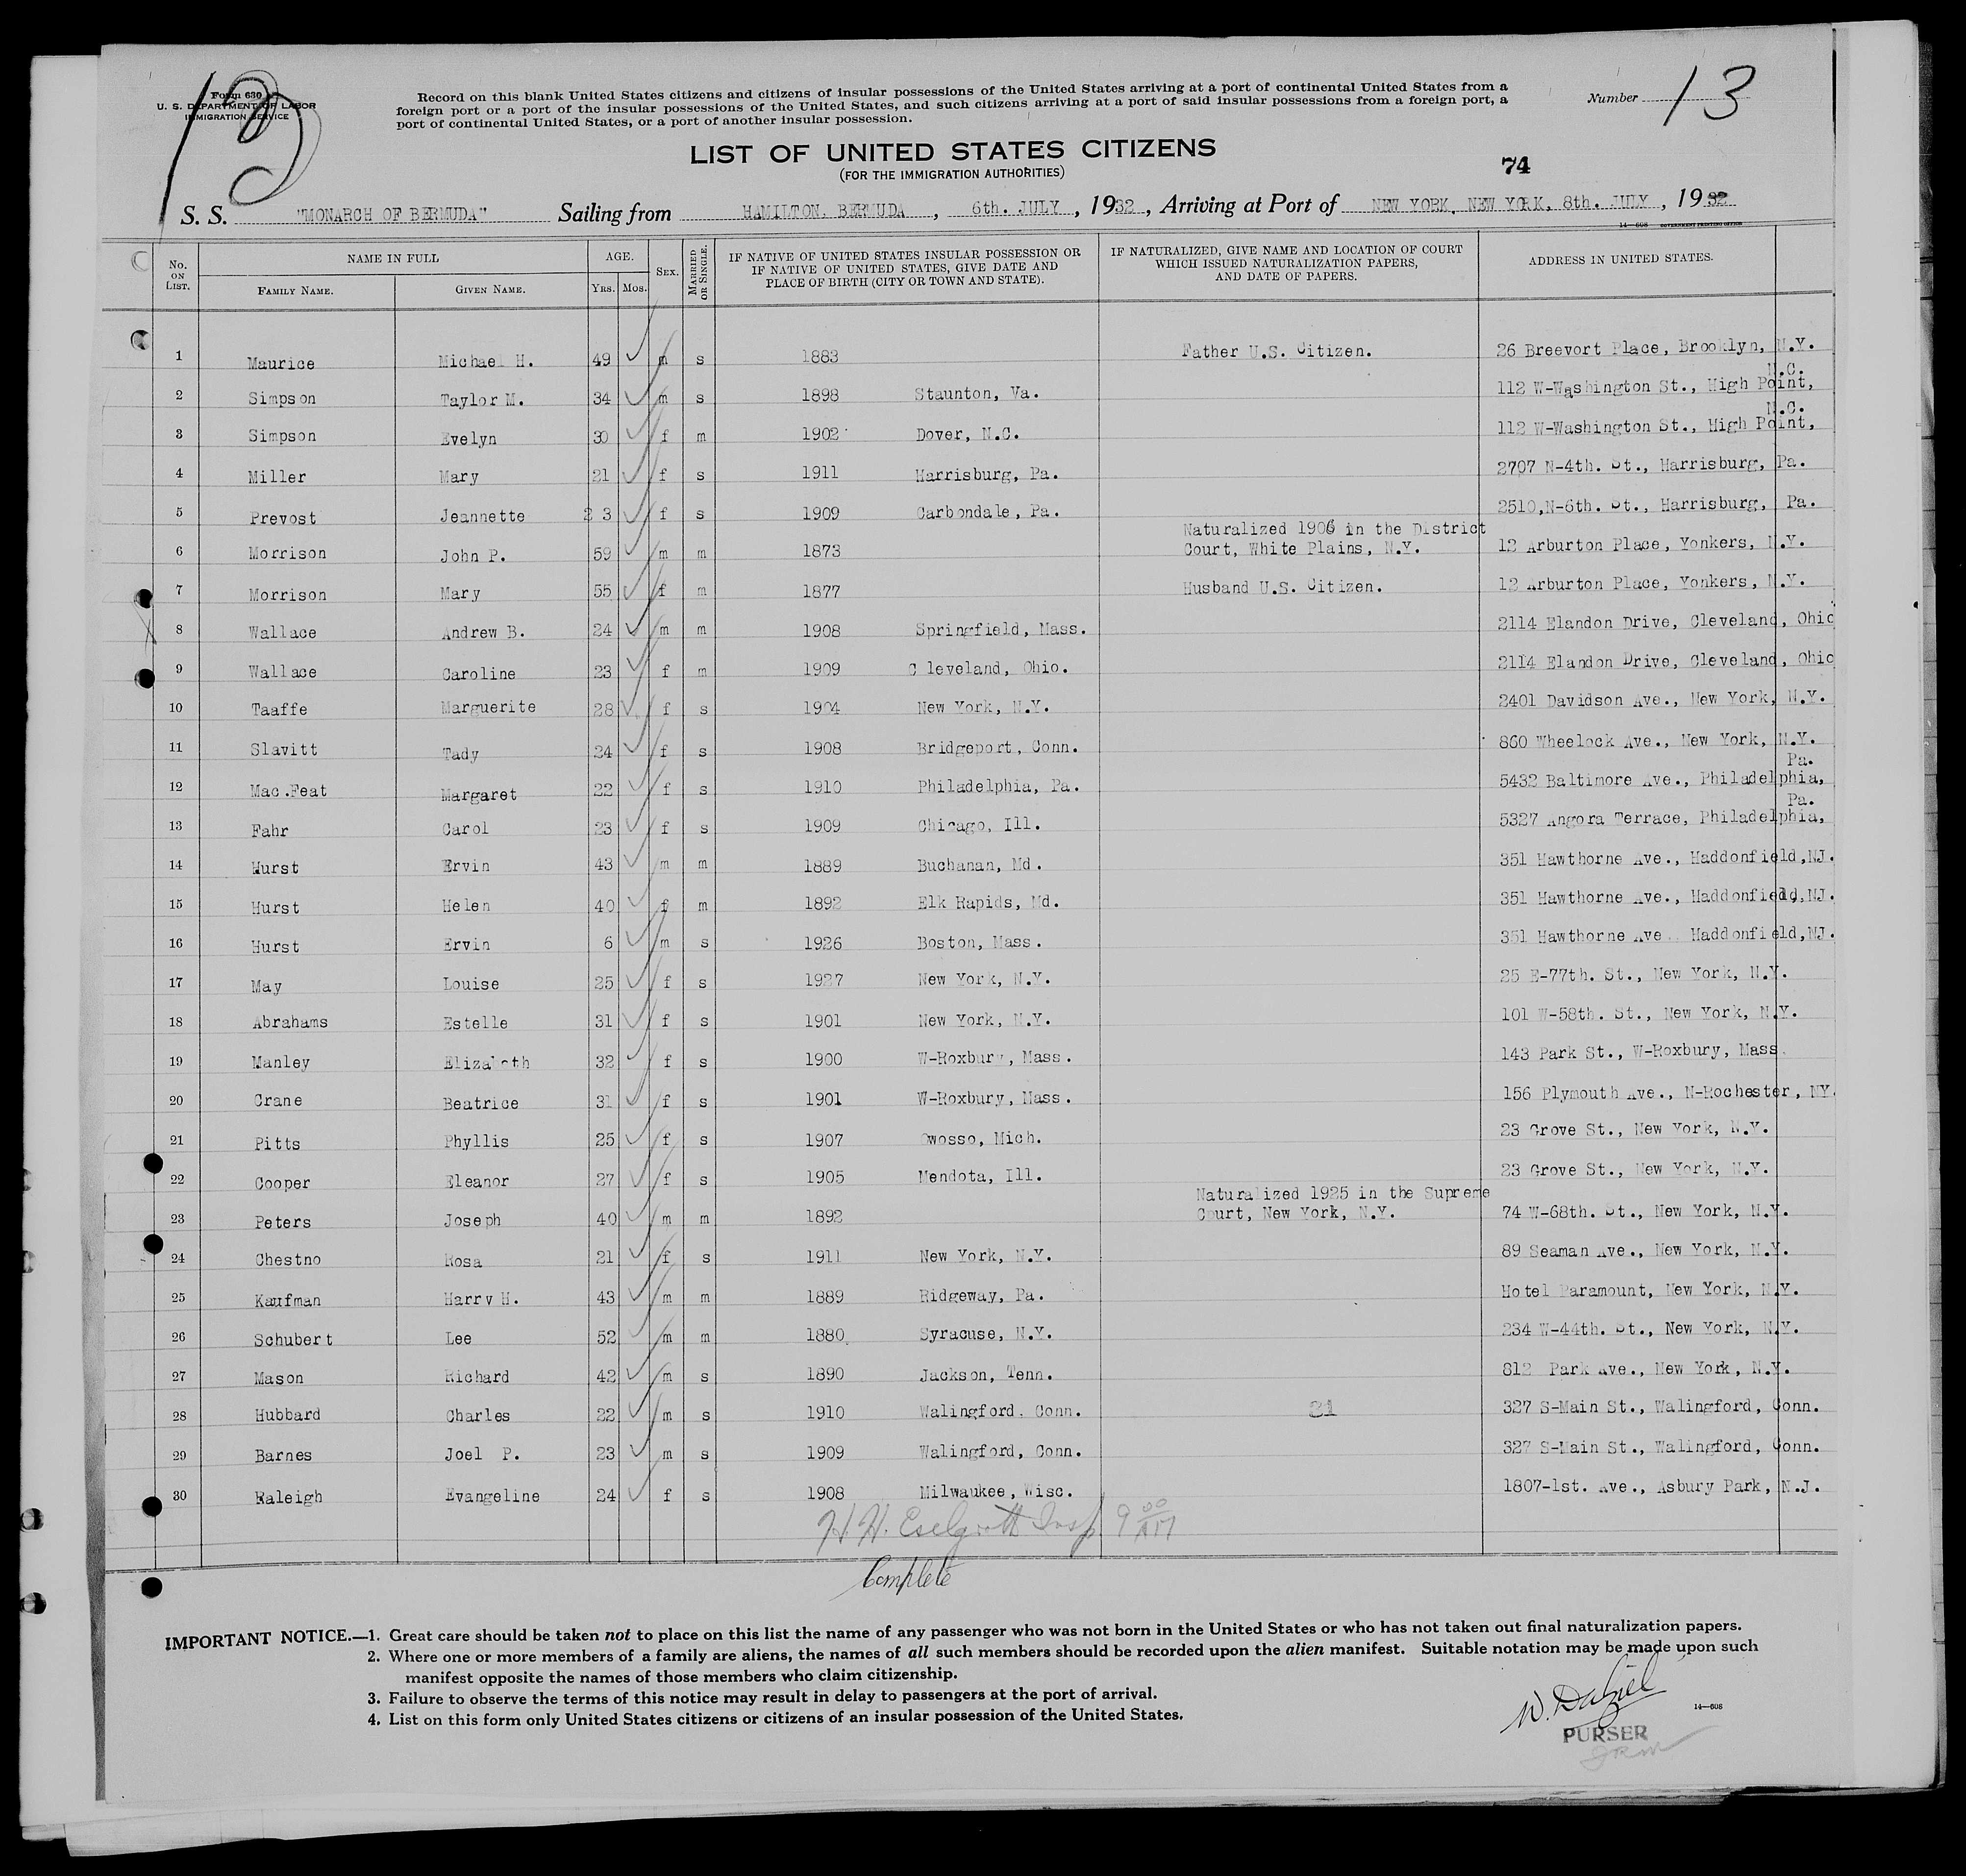 13
Form 630
U. S. DEPARTMENT OF LABOR
IMMIGRATION SERVICE
Record on this blank United States citizens and citizens of insular possessions of the United States arriving at a port of continental United States from a
foreign port or a port of the insular possessions of the United States, and such citizens arriving at a port of said insular possessions from a foreign port, a
port of continental United States, or a port of another insular possession.
Number 13
LIST OF UNITED STATES CITIZENS
(FOR THE IMMIGRATION AUTHORITIES)
74
S. S. "MONARCH OF BERMUDA" Sailing from HAMILTON, BERMUDA, 6th. JULY, 1932, Arriving at Port of NEW YORK, NEW YORK, 8th. JULY, 1932
14—608 GOVERNMENT PRINTING OFFICE
No. ON LIST. NAME IN FULL FAMILY NAME. GIVEN NAME. AGE. YRS. MOS. SEX. MARRIED OR SINGLE. IF NATIVE OF UNITED STATES INSULAR POSSESSION OR IF NATIVE OF UNITED STATES, GIVE DATE AND PLACE OF BIRTH (CITY OR TOWN AND STATE). IF NATURALIZED, GIVE NAME AND LOCATION OF COURT WHICH ISSUED NATURALIZATION PAPERS, AND DATE OF PAPERS. ADDRESS IN UNITED STATES.
1 Maurice Michael H. 49 m s 1883 Father U.S. Citizen. 26 Breevort Place, Brooklyn, N.Y.
2 Simpson Taylor M. 34 m s 1898 Staunton, Va. 112 W-Washington St., High Point, N.C.
3 Simpson Evelyn 30 f m 1902 Dover, N.C. 112 W-Washington St., High Point, N.C.
4 Miller Mary 21 f s 1911 Harrisburg, Pa. 2707 N-4th. St., Harrisburg, Pa.
5 Prevost Jeannette 23 f s 1909 Carbondale, Pa. 2510,N-6th. St., Harrisburg, Pa.
6 Morrison John P. 59 m m 1873 Naturalized 1906 in the District Court, White Plains, N.Y. 12 Arburton Place, Yonkers, N.Y.
7 Morrison Mary 55 f m 1877 Husband U.S. Citizen. 12 Arburton Place, Yonkers, N.Y.
8 Wallace Andrew B. 24 m m 1908 Springfield, Mass. 2114 Elandon Drive, Cleveland, Ohio
9 Wallace Caroline 23 f m 1909 C leveland, Ohio. 2114 Elandon Drive, Cleveland, Ohio
10 Taaffe Marguerite 28 f s 1904 New York, N.Y. 2401 Davidson Ave., New York, N.Y.
11 Slavitt Tady 24 f s 1908 Bridgeport, Conn. 860 Wheelock Ave., New York, N.Y.
12 Mac.Feat Margaret 22 f s 1910 Philadelphia, Pa. 5432 Baltimore Ave., Philadelphia, Pa.
13 Fahr Carol 23 f s 1909 Chicago, Ill. 5327 Angora Terrace, Philadelphia, Pa.
14 Hurst Ervin 43 m m 1889 Buchanan, Md. 351 Hawthorne Ave., Haddonfield,NJ.
15 Hurst Helen 40 f m 1892 Elk Rapids, Md. 351 Hawthorne Ave., Haddonfield,NJ.
16 Hurst Ervin 6 m s 1926 Boston, Mass. 351 Hawthorne Ave. Haddonfield,NJ.
17 May Louise 25 f s 1927 New York, N.Y. 25 E-77th. St., New York, N.Y.
18 Abrahams Estelle 31 f s 1901 New York, N.Y. 101 W-58th. St., New York, N.Y.
19 Manley Elizabeth 32 f s 1900 W-Roxbury, Mass. 143 Park St., W-Roxbury, Mass.
20 Crane Beatrice 31 f s 1901 W-Roxbury, Mass. 156 Plymouth Ave., N-Rochester, NY.
21 Pitts Phyllis 25 f s 1907 Owosso, Mich. 23 Grove St., New York, N.Y.
22 Cooper Eleanor 27 f s 1905 Mendota, Ill. 23 Grove St., New York, N.Y.
23 Peters Joseph 40 m m 1892 Naturalized 1925 in the Supreme Court, New York, N.Y. 74 W-68th. St., New York, N.Y.
24 Chestno Rosa 21 f s 1911 New York, N.Y. 89 Seaman Ave., New York, N.Y.
25 Kaufman Harry H. 43 m m 1889 Ridgeway, Pa. Hotel Paramount, New York, N.Y.
26 Schubert Lee 52 m m 1880 Syracuse, N.Y. 234 W-44th. St., New York, N.Y.
27 Mason Richard 42 m s 1890 Jackson, Tenn. 812 Park Ave., New York, N.Y.
28 Hubbard Charles 22 m s 1910 Walingford. Conn. 21 327 S-Main St., Walingford, Conn.
29 Barnes Joel P. 23 m s 1909 Walingford, Conn. 327 S-Main St., Walingford, Conn.
30 Raleigh Evangeline 24 f s 1908 Milwaukee, Wisc. 1807-1st. Ave., Asbury Park, N.J.
H. H. Insp 9 00 AM
Complete
IMPORTANT NOTICE.—1. Great care should be taken not to place on this list the name of any passenger who was not born in the United States or who has not taken out final naturalization papers.
2. Where one or more members of a family are aliens, the names of all such members should be recorded upon the alien manifest. Suitable notation may be made upon such
manifest opposite the names of those members who claim citizenship.
3. Failure to observe the terms of this notice may result in delay to passengers at the port of arrival.
4. List on this form only United States citizens or citizens of an insular possession of the United States.
W. Dalziel
14—608
PURSER